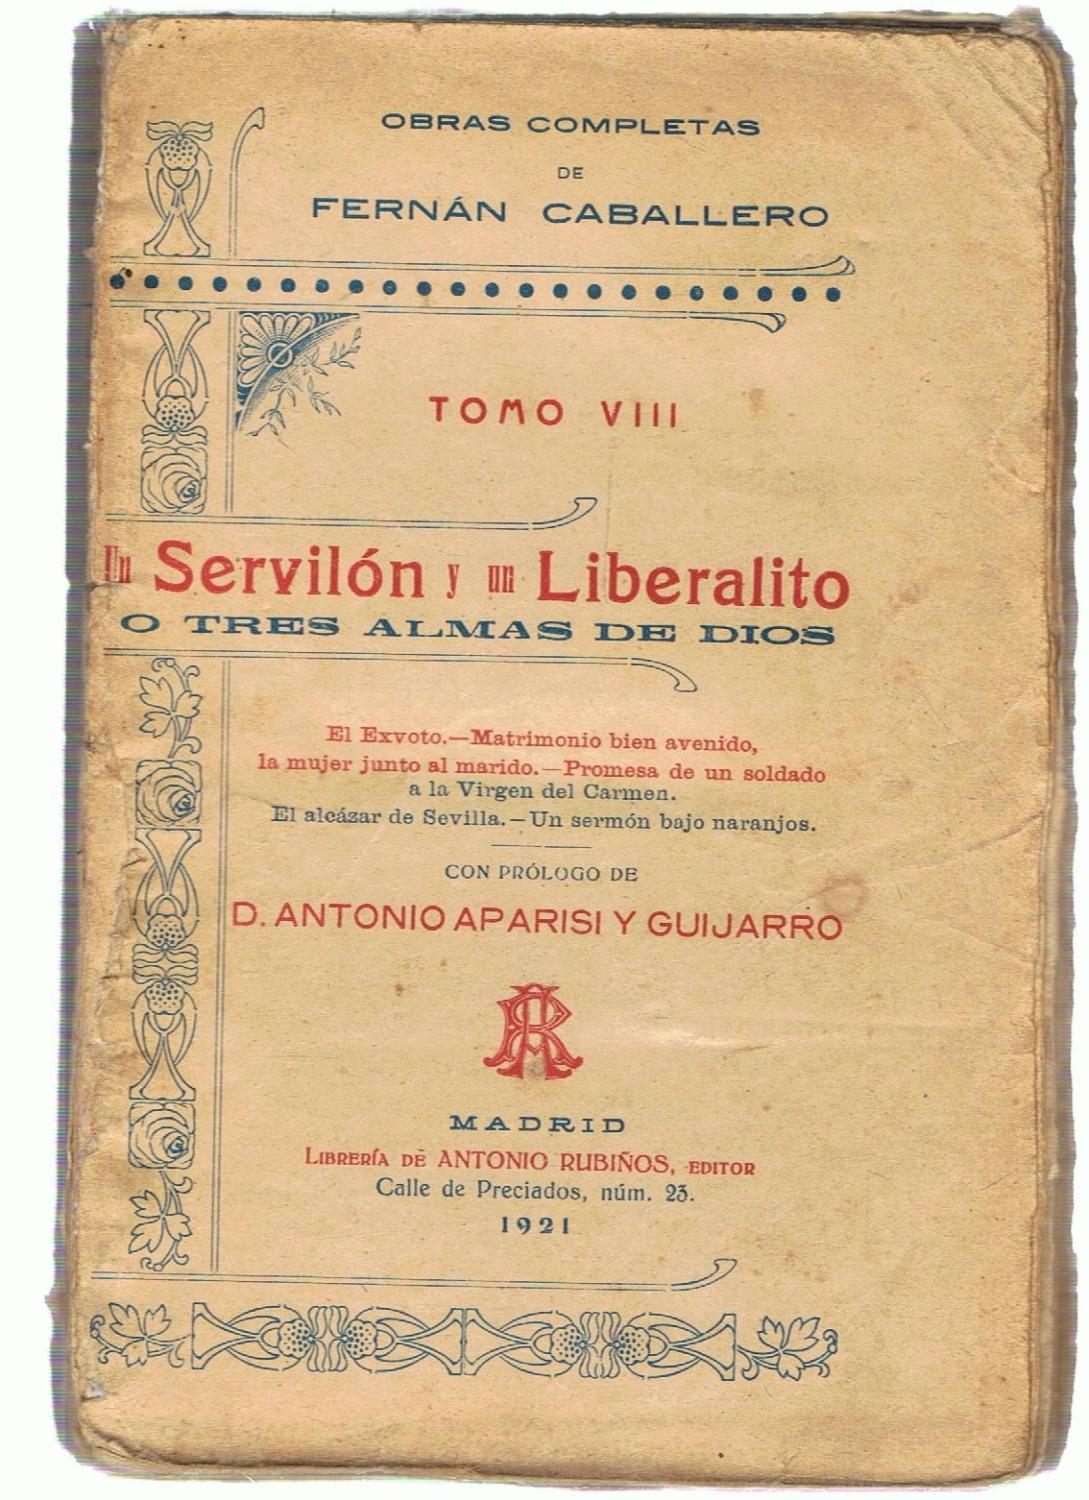 OBRAS COMPLETAS
DE
FERNÁN CABALLERO
TOMO VIII
Un Servilón y un Liberalito
O TRES ALMAS DE DIOS
El Exvoto.—Matrimonio bien avenido,
la mujer junto al marido.—Promesa de un soldado
a la Virgen del Carmen.
El alcázar de Sevilla.—Un sermón bajo naranjos.
CON PRÓLOGO DE
D. ANTONIO APARISI Y GUIJARRO
AR
MADRID
LIBRERÍA DE ANTONIO RUBIÑOS, EDITOR
Calle de Preciados, núm. 23.
1921